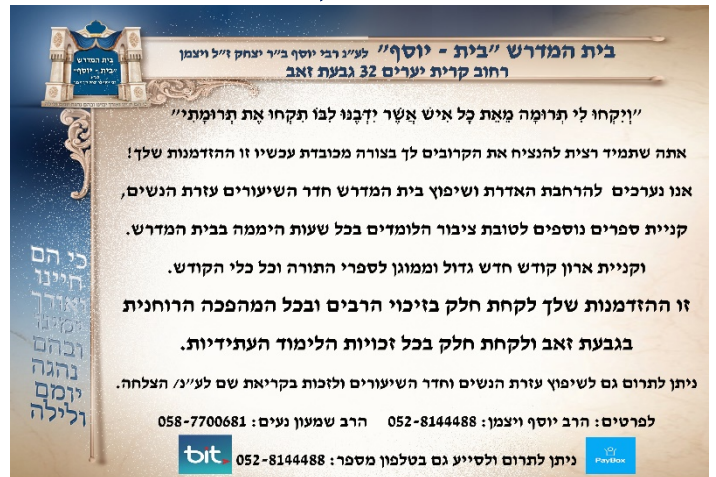 בית המדרש "בית - יוסף" לע"נ רבי יוסף ב"ר יצחק ז"ל ויצמן
רחוב קרית יערים 32 גבעת זאב
בית המדרש
"בית - יוסף"
"וְיִקְחוּ לִי תְּרוּמָה מֵאֵת כָּל אִישׁ אֲשֶׁר יִדְּבֶנּוּ לִבּוֹ תִּקְחוּ אֶת תְּרוּמָתִי"
אתה שתמיד רצית להנציח את הקרובים לך בצורה מכובדת עכשיו זו ההזדמנות שלך!
אנו נערכים להרחבת האדרת ושיפוץ בית המדרש חדר השיעורים עזרת הנשים,
קניית ספרים נוספים לטובת ציבור הלומדים בכל שעות היממה בבית המדרש.
וקניית ארון קודש חדש גדול וממוגן לספרי התורה וכל כלי הקודש.
זו ההזדמנות שלך לקחת חלק בזיכוי הרבים ובכל המהפכה הרוחנית
בגבעת זאב ולקחת חלק בכל זכויות הלימוד העתידיות.
ניתן לתרום גם לשיפוץ עזרת הנשים וחדר השיעורים ולזכות בקריאת שם לע"נ/ הצלחה.
לפרטים: הרב יוסף ויצמן: 052-8144488 הרב שמעון נעים: 058-7700681
PayBox ניתן לתרום ולסייע גם בטלפון מספר: 052-8144488 bit.
כי הם
חיינו
ואורך
ימינו
ובהם
נהגה
יומם
ולילה